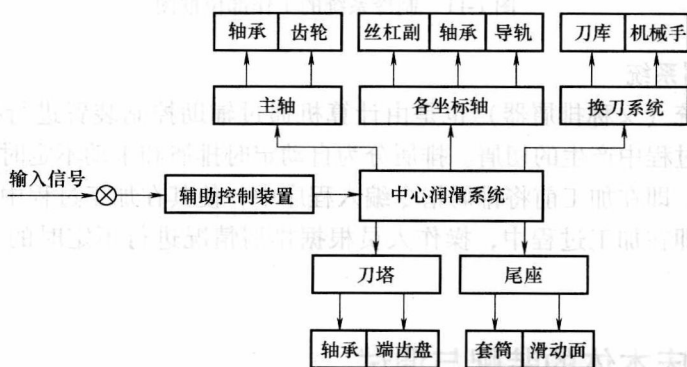 轴承 齿轮 丝杠副 轴承 导轨 刀库 机械手
主轴 各坐标轴 换刀系统
输入信号
辅助控制装置 中心润滑系统
刀塔 尾座
轴承 端齿盘 套筒 滑动面